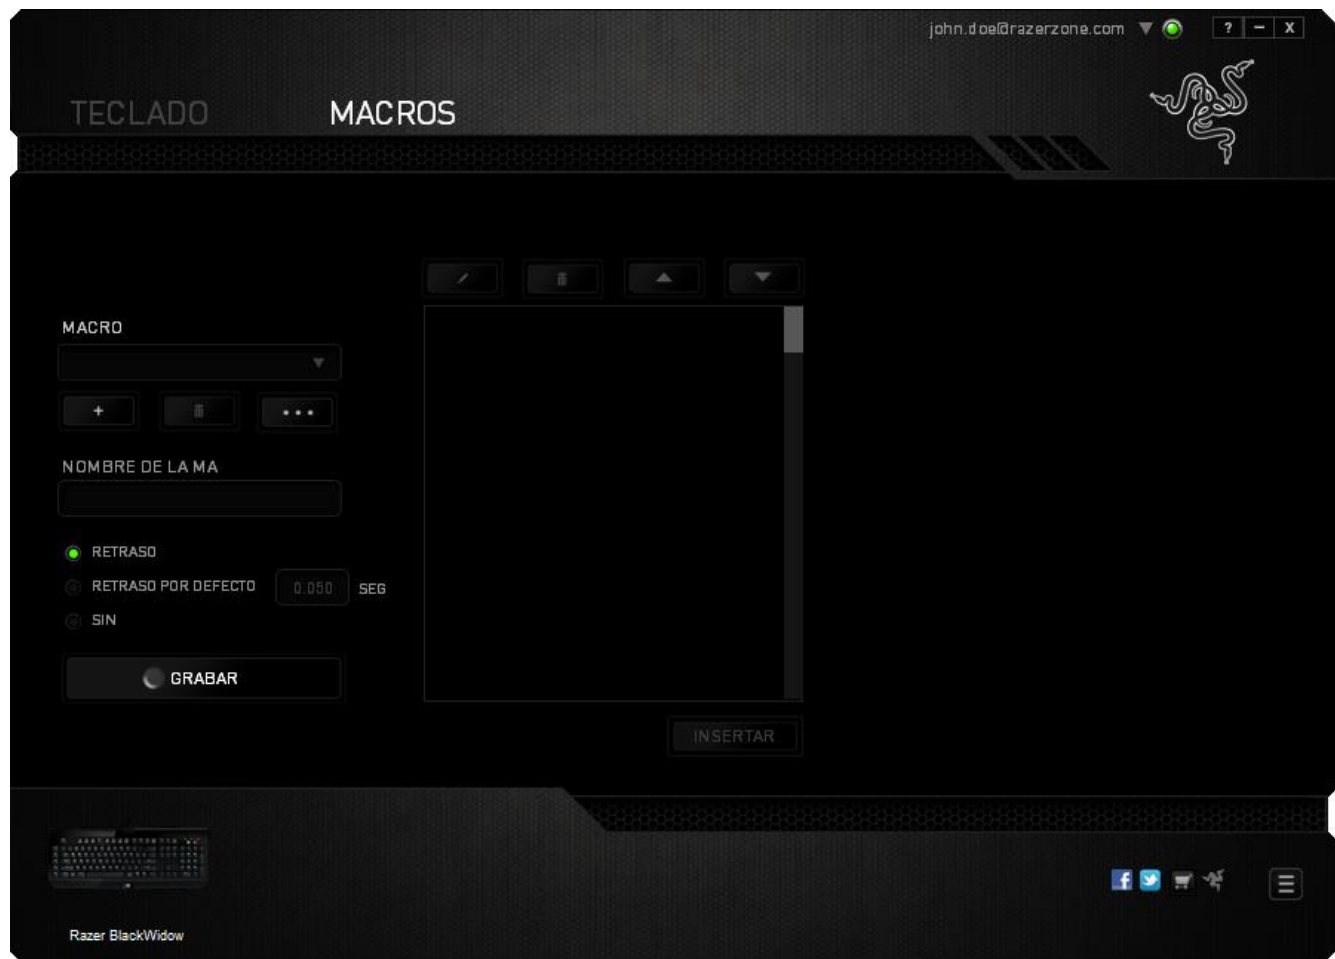 john.doe@razerzone.com
? - X
TECLADO MACROS
MACRO
+ ...
NOMBRE DE LA MA
RETRASO
RETRASO POR DEFECTO 0.050 SEG
SIN
GRABAR
INSERTAR
Razer BlackWidow